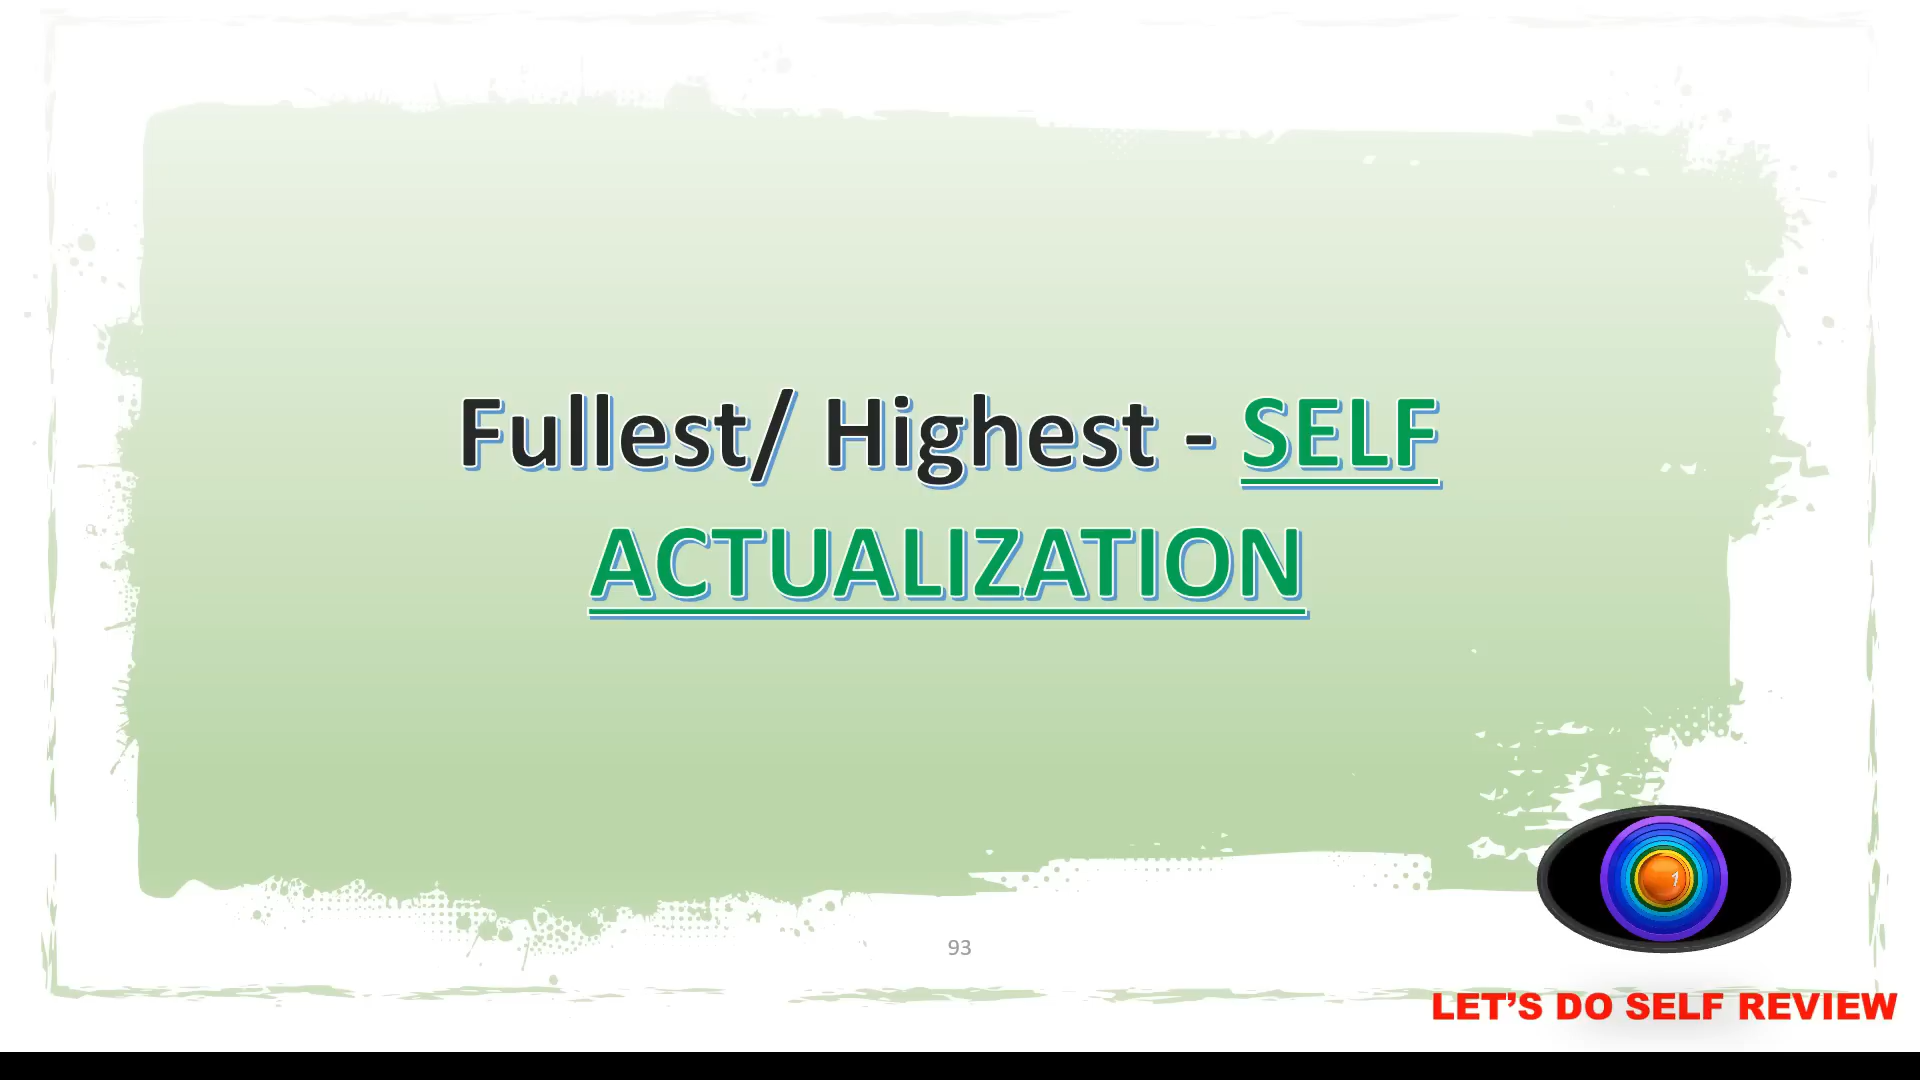 Fullest/ Highest - SELF
ACTUALIZATION
93
LET’S DO SELF REVIEW